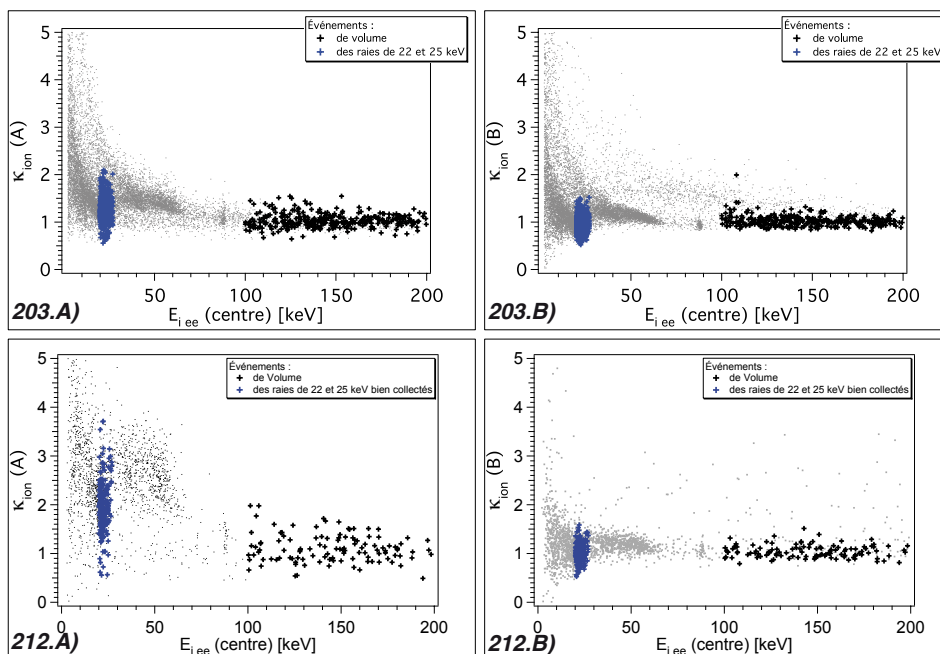 Événements :
de volume
des raies de 22 et 25 keV
5
4
3
2
1
0
κion (A)
50
100
150
200
Ei ee (centre) [keV]
203.A)
Événements :
de volume
des raies de 22 et 25 keV
5
4
3
2
1
0
κion (B)
50
100
150
200
Ei ee (centre) [keV]
203.B)
Événements :
de Volume
des raies de 22 et 25 keV bien collectés
5
4
3
2
1
0
κion (A)
0
50
100
150
200
Ei ee (centre) [keV]
212.A)
Événements :
de Volume
des raies de 22 et 25 keV bien collectés
5
4
3
2
1
0
κion (B)
0
50
100
150
200
Ei ee (centre) [keV]
212.B)